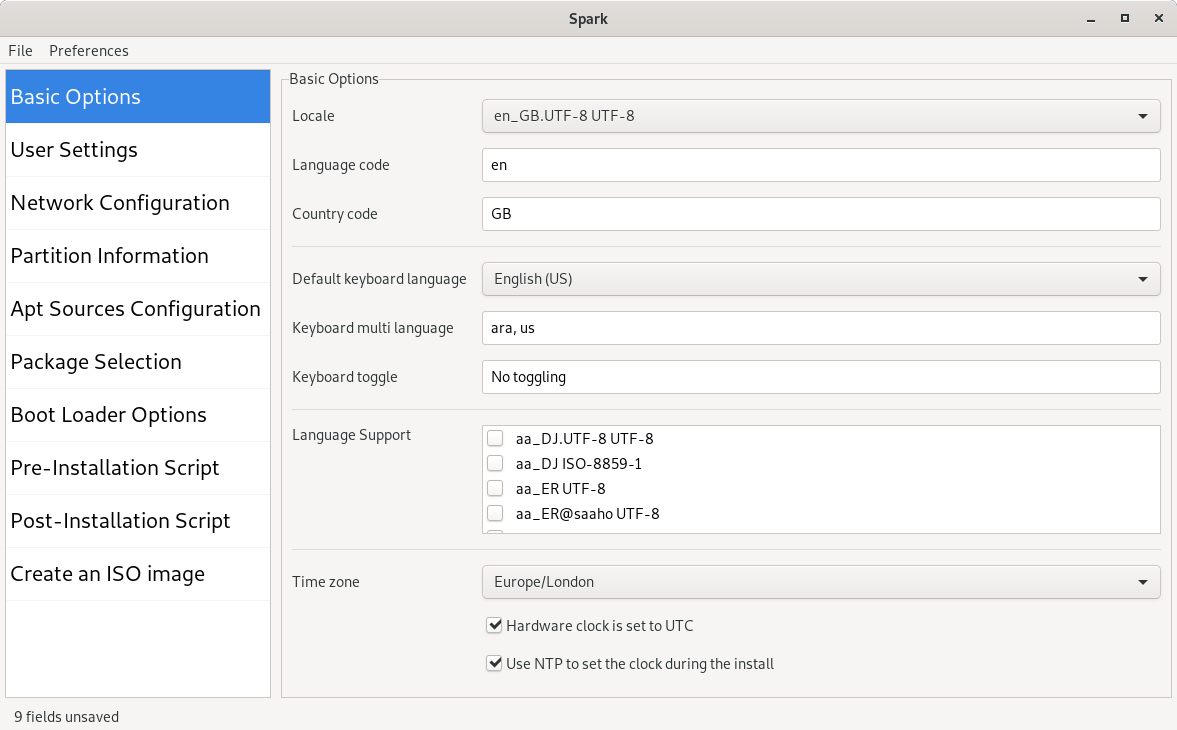 Spark
File Preferences
Basic Options
User Settings
Network Configuration
Partition Information
Apt Sources Configuration
Package Selection
Boot Loader Options
Pre-Installation Script
Post-Installation Script
Create an ISO image
Basic Options
Locale en_GB.UTF-8 UTF-8
Language code en
Country code GB
Default keyboard language English (US)
Keyboard multi language ara, us
Keyboard toggle No toggling
Language Support aa_DJ.UTF-8 UTF-8
aa_DJ ISO-8859-1
aa_ER UTF-8
aa_ER@saaho UTF-8
Time zone Europe/London
Hardware clock is set to UTC
Use NTP to set the clock during the install
9 fields unsaved